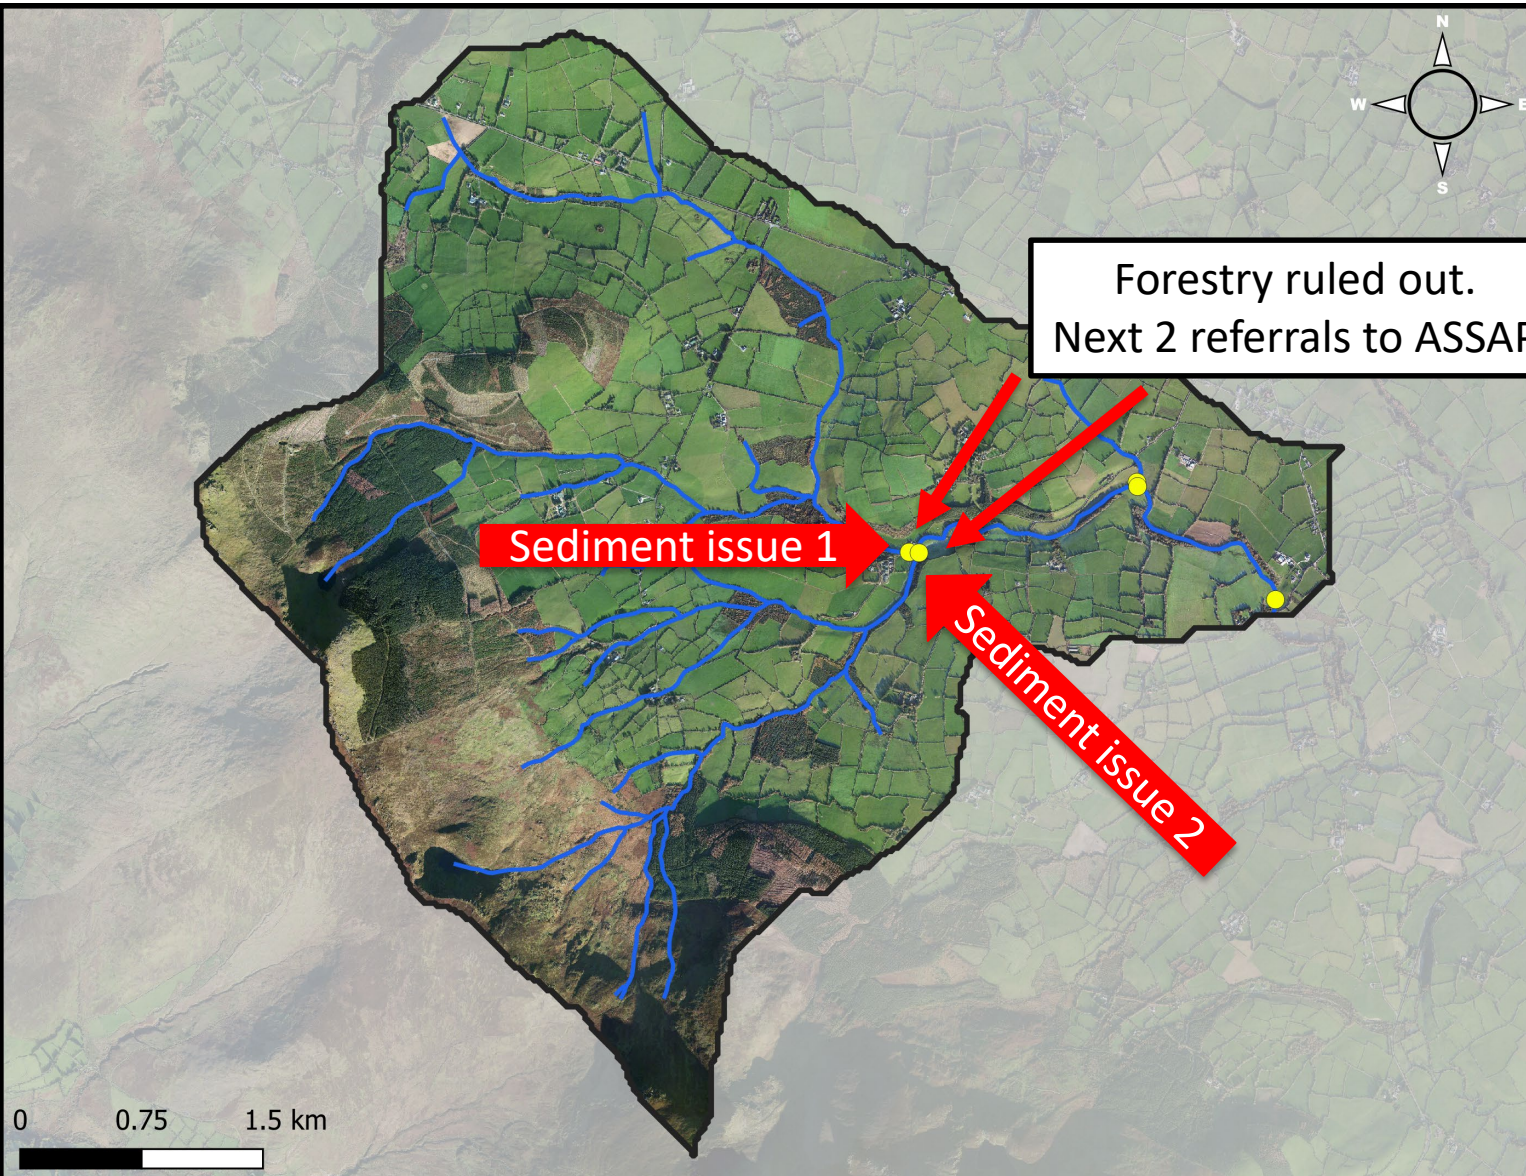 N
W
E
S
Forestry ruled out.
Next 2 referrals to ASSAP
Sediment issue 1
Sediment issue 2
0 0.75 1.5 km